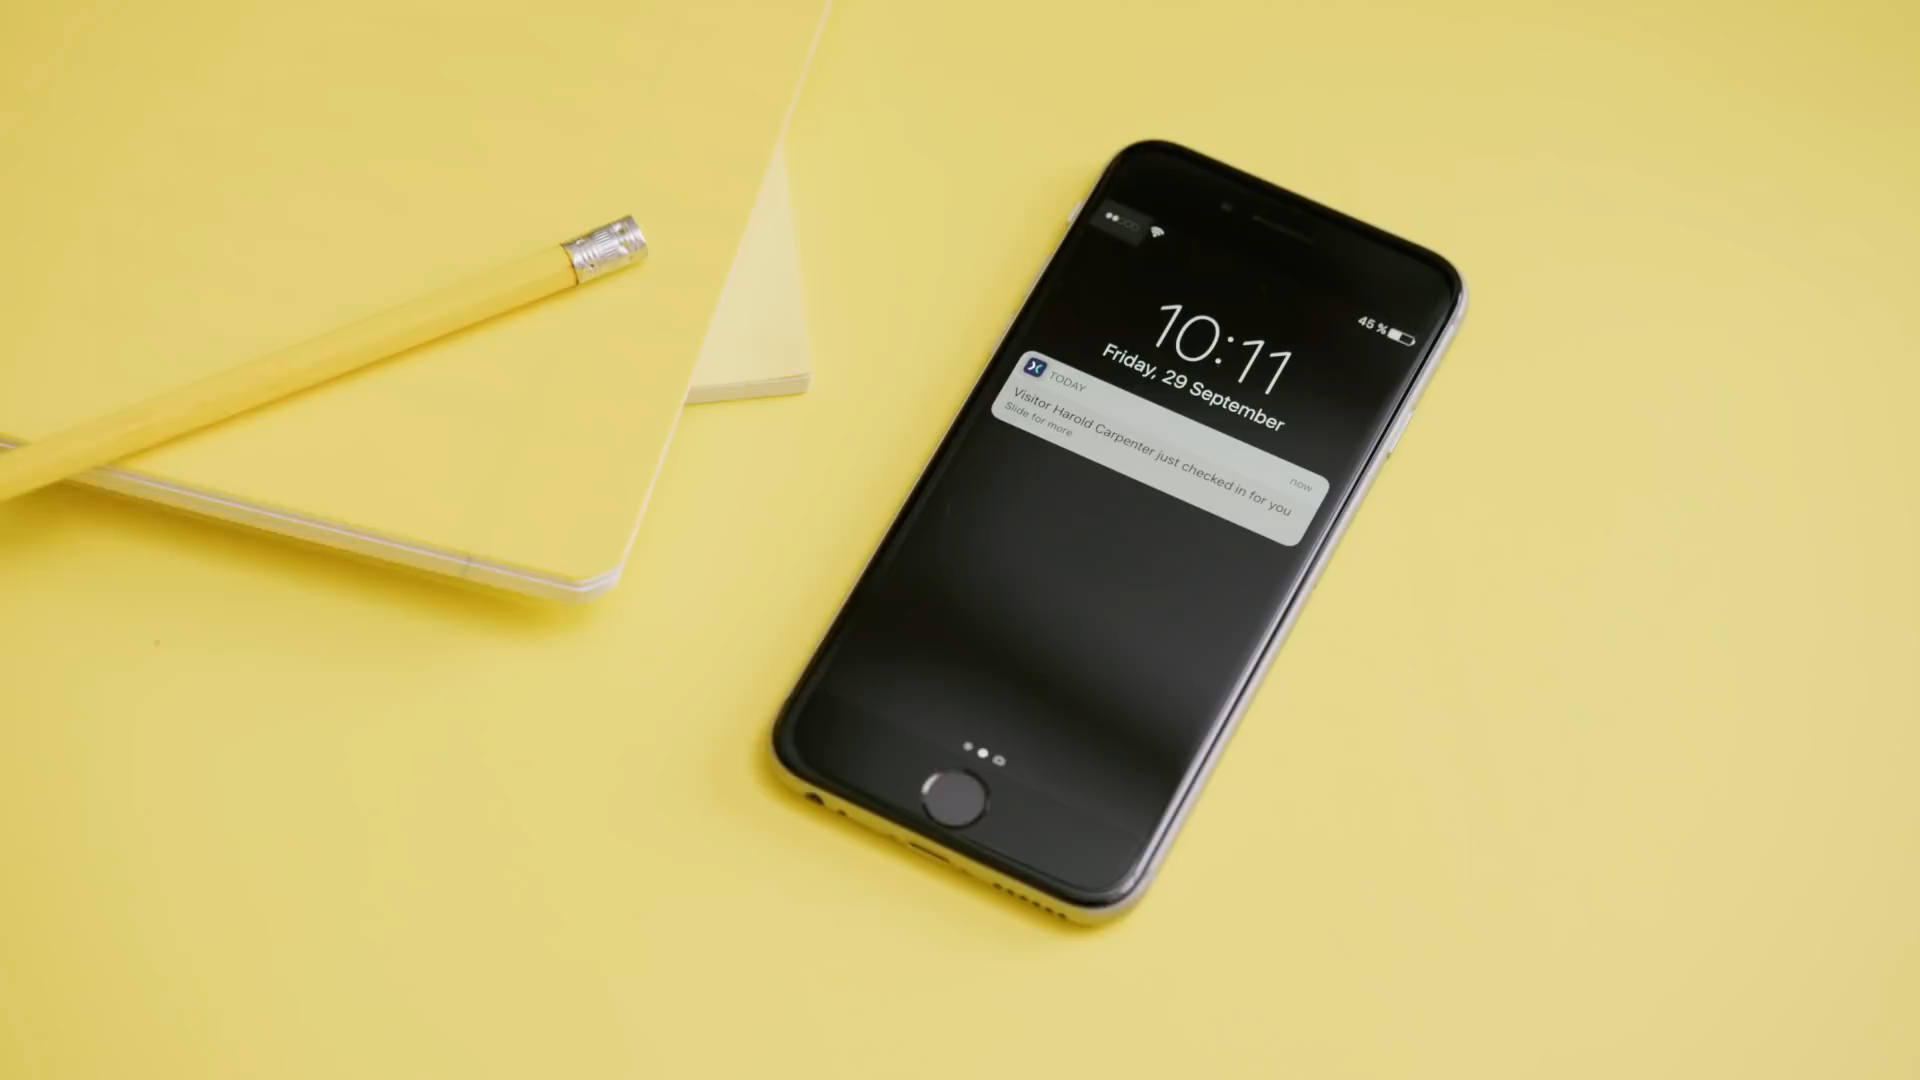 45 %
10:11
Friday, 29 September
TODAY
now
Visitor Harold Carpenter just checked in for you
Slide for more